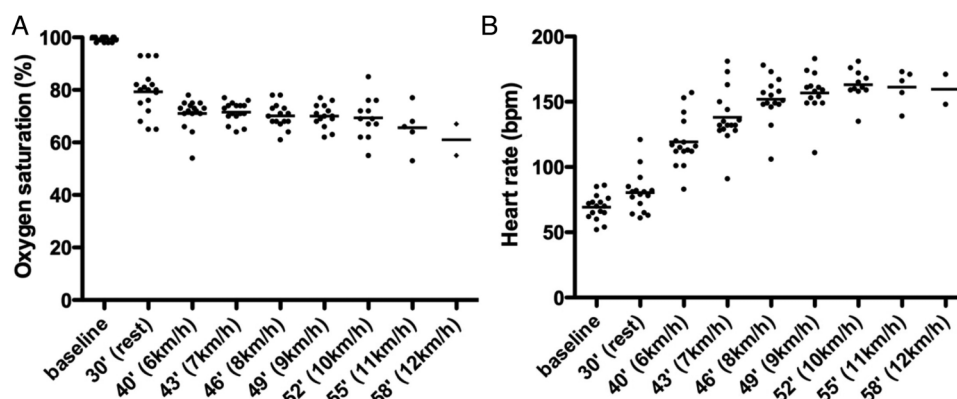 A
Oxygen saturation (%)
100
80
60
40
20
0
baseline
30' (rest)
40' (6km/h)
43' (7km/h)
46' (8km/h)
49' (9km/h)
52' (10km/h)
55' (11km/h)
58' (12km/h)
B
Heart rate (bpm)
200
150
100
50
0
baseline
30' (rest)
40' (6km/h)
43' (7km/h)
46' (8km/h)
49' (9km/h)
52' (10km/h)
55' (11km/h)
58' (12km/h)